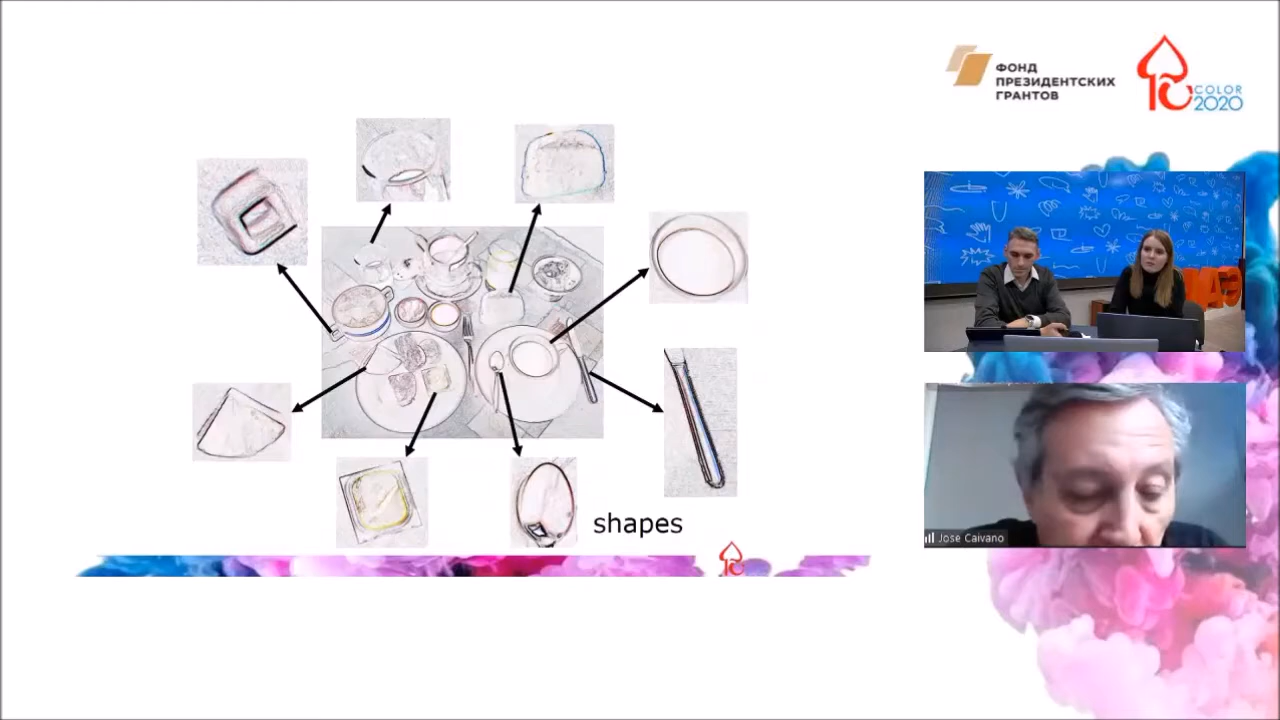 ФОНД
ПРЕЗИДЕНТСКИХ
ГРАНТОВ
COLOR
2020
shapes
Jose Caivano